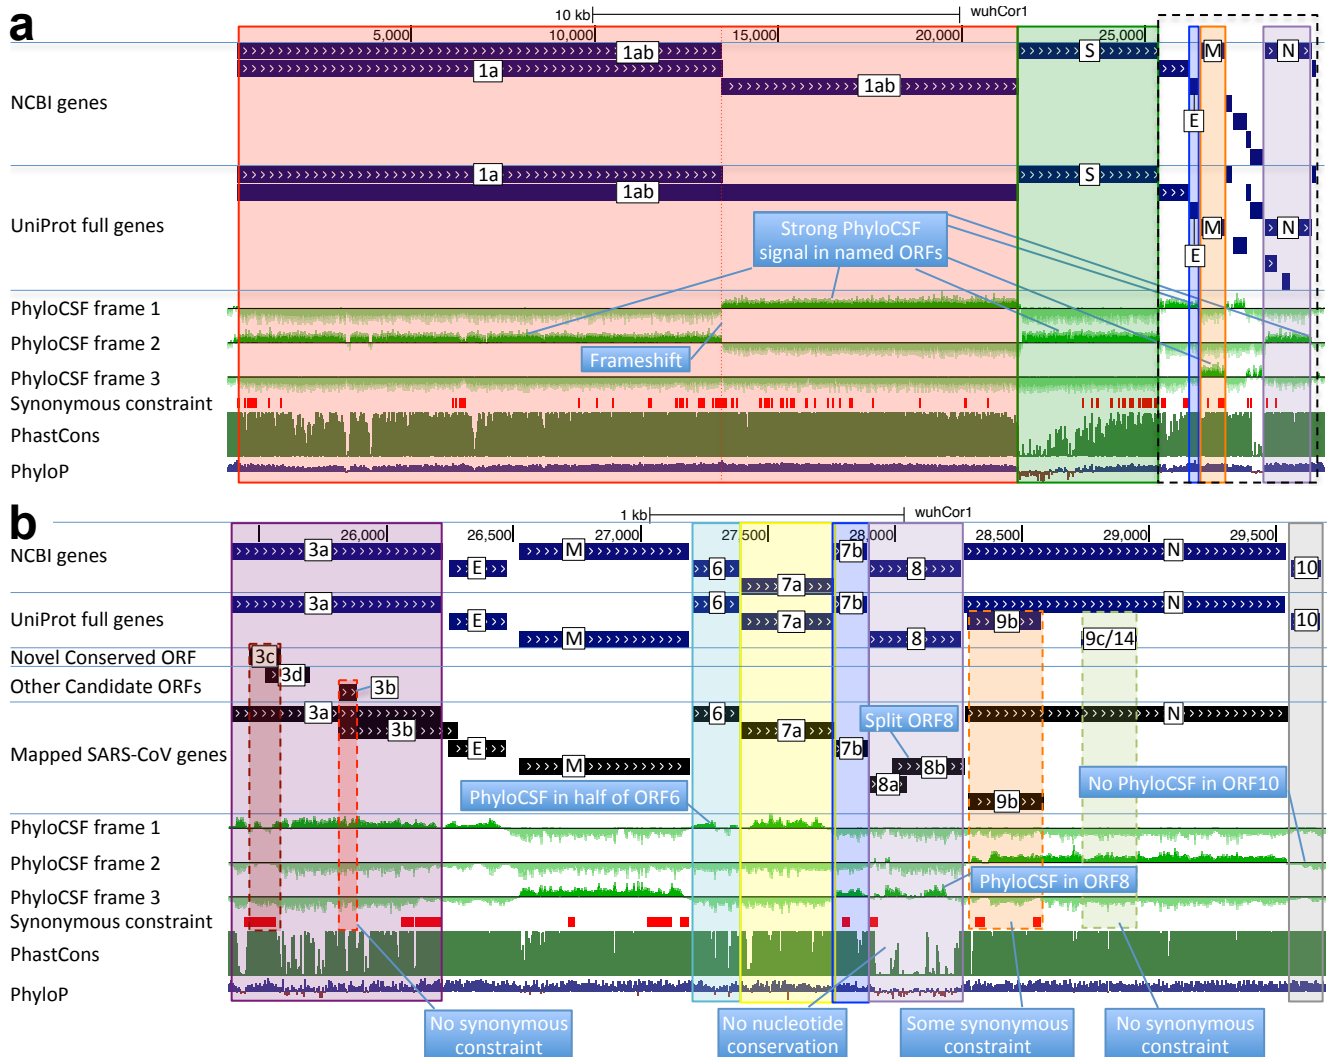 a
10 kb
wuhCor1
5,000
10,000
15,000
20,000
25,000
NCBI genes
1ab
S
M
N
1a
1ab
E
UniProt full genes
1a
S
1ab
M
N
E
Strong PhyloCSF
signal in named ORFs
PhyloCSF frame 1
Frameshift
PhyloCSF frame 2
PhyloCSF frame 3
Synonymous constraint
PhastCons
PhyloP
b
1 kb
wuhCor1
26,000
26,500
27,000
27,500
28,000
28,500
29,000
29,500
NCBI genes
3a
M
7b
N
E
6
8
10
7a
UniProt full genes
3a
6
7b
N
E
7a
9b
10
M
8
9c/14
Novel Conserved ORF
3c
3d
Other Candidate ORFs
3b
Mapped SARS-CoV genes
3a
6
N
3b
7a
Split ORF8
E
7b
M
8b
8a
9b
PhyloCSF in half of ORF6
No PhyloCSF in ORF10
PhyloCSF frame 1
PhyloCSF frame 2
PhyloCSF in ORF8
PhyloCSF frame 3
Synonymous constraint
PhastCons
PhyloP
No synonymous
constraint
No nucleotide
conservation
Some synonymous
constraint
No synonymous
constraint